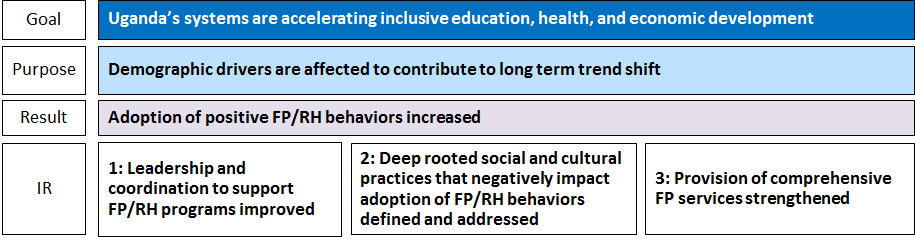 Goal
Uganda's systems are accelerating inclusive education, health, and economic development
Purpose
Demographic drivers are affected to contribute to long term trend shift
Result
Adoption of positive FP/RH behaviors increased
IR
1: Leadership and
coordination to support
FP/RH programs improved
2: Deep rooted social and cultural
practices that negatively impact
adoption of FP/RH behaviors
defined and addressed
3: Provision of comprehensive
FP services strengthened